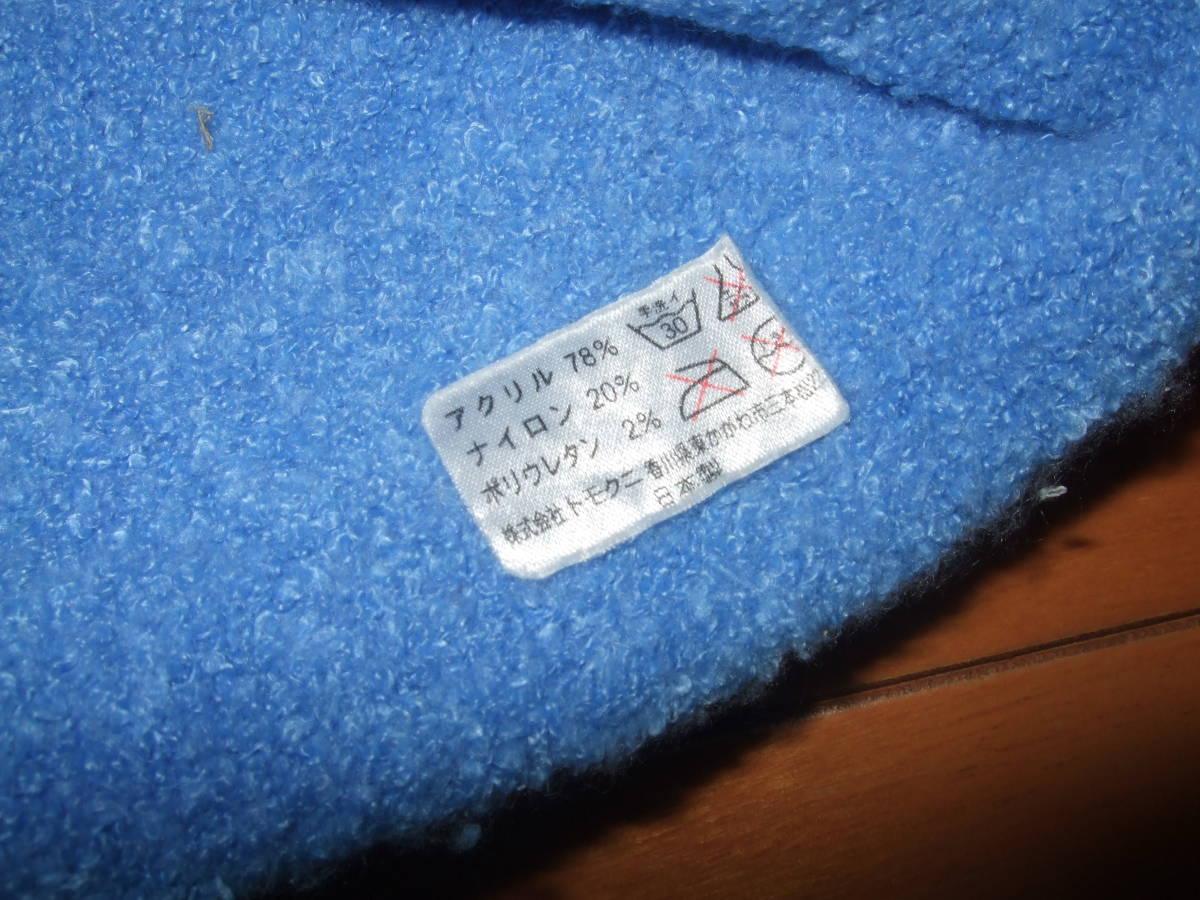 アクリル 78%
ナイロン 20%
ポリウレタン 2%
手洗イ
30
株式会社 トモクニ 香川県東かがわ市三本松
日本製